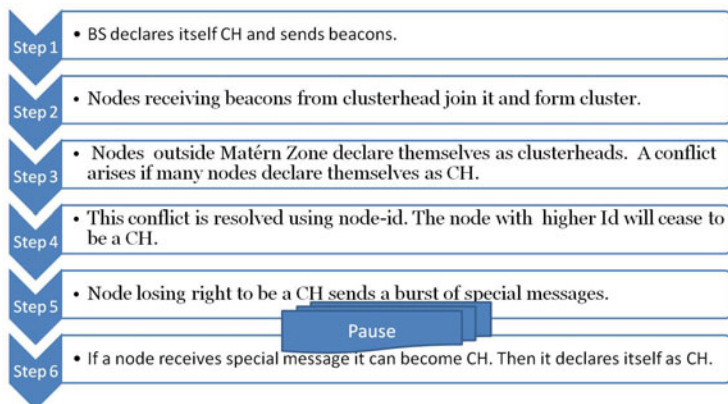 Step 1
• BS declares itself CH and sends beacons.
Step 2
• Nodes receiving beacons from clusterhead join it and form cluster.
Step 3
• Nodes outside Matérn Zone declare themselves as clusterheads. A conflict
arises if many nodes declare themselves as CH.
Step 4
• This conflict is resolved using node-id. The node with higher Id will cease to
be a CH.
Step 5
• Node losing right to be a CH sends a burst of special messages.
Pause
Step 6
• If a node receives special message it can become CH. Then it declares itself as CH.